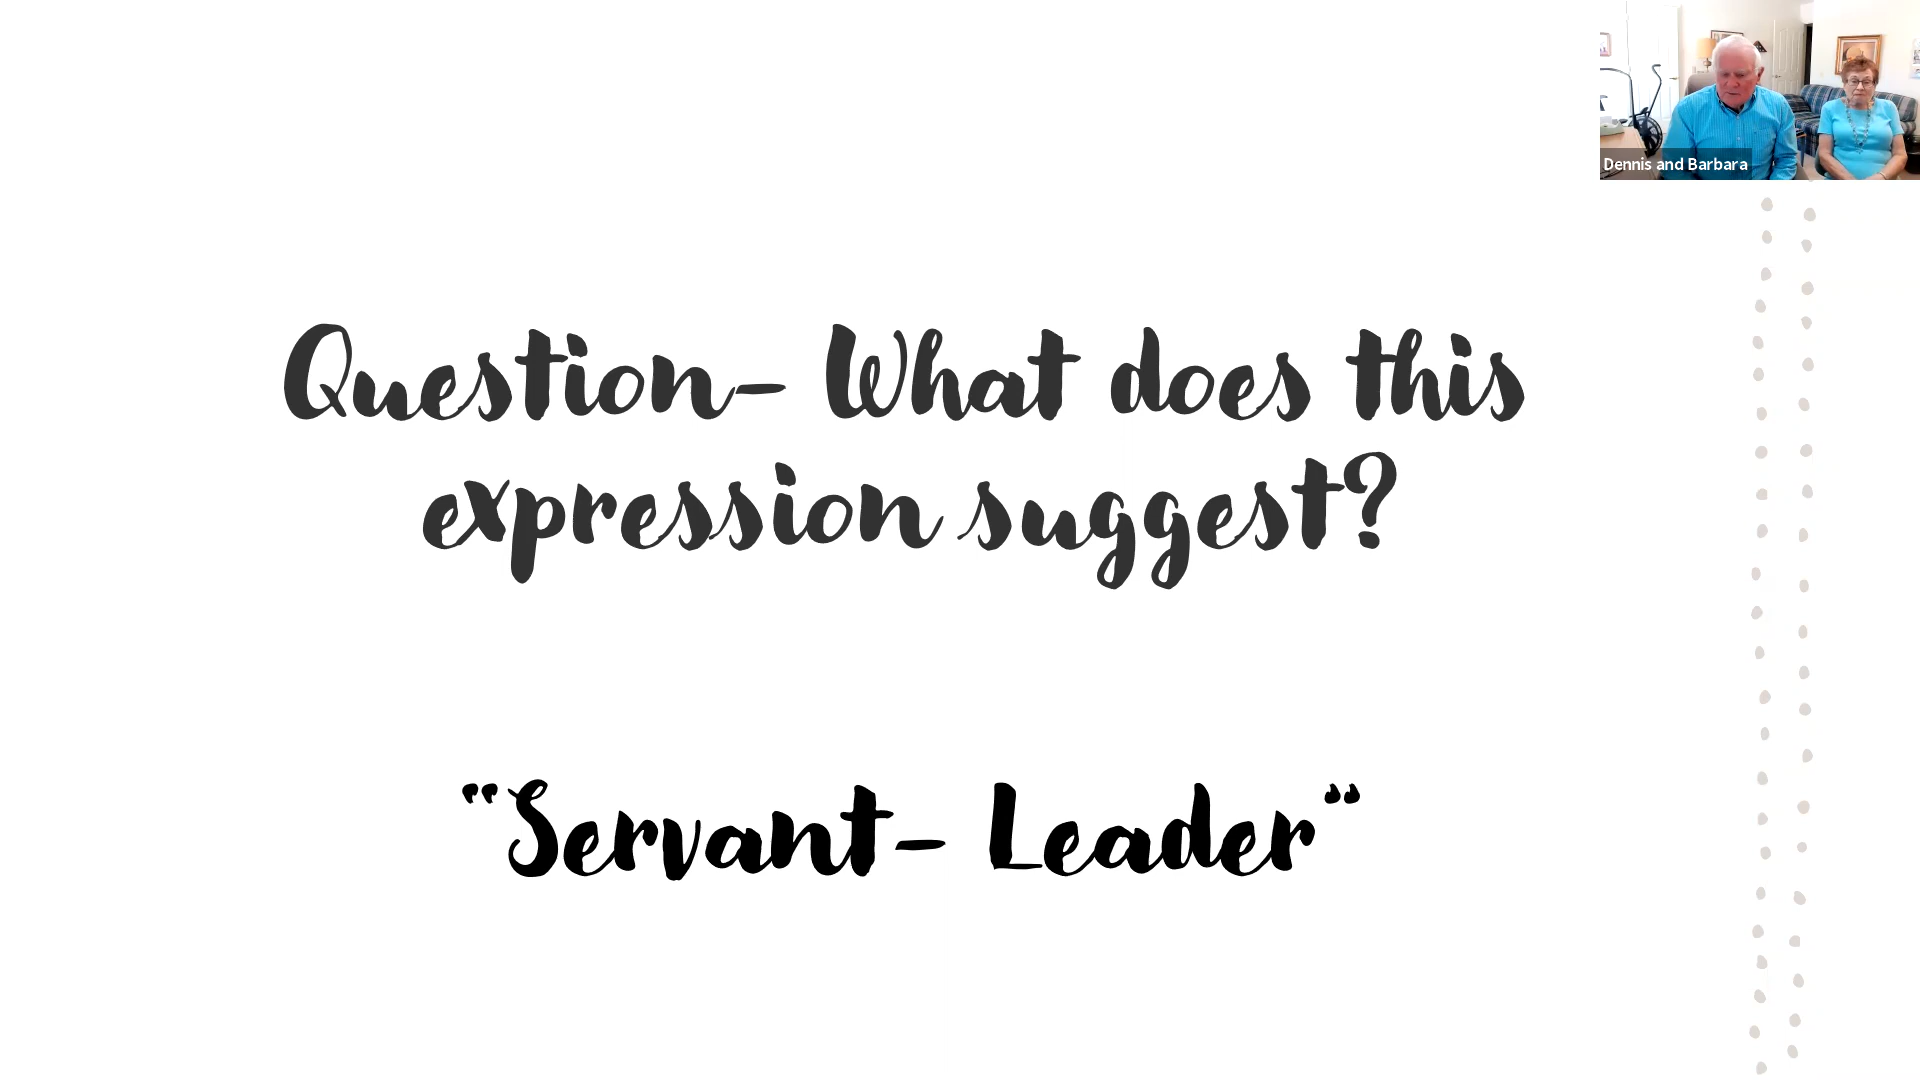 Dennis and Barbara
Question- What does this
expression suggest?
"Servant- Leader"